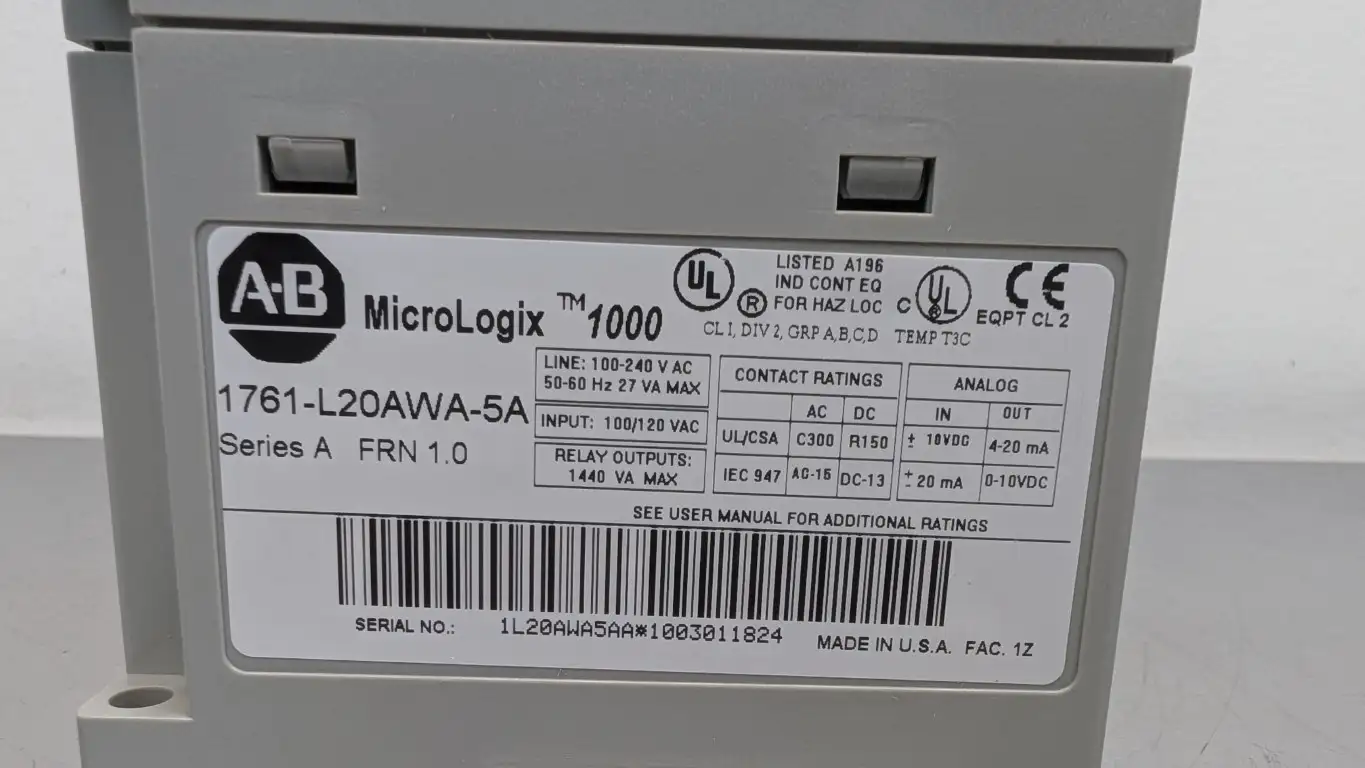 A·B
MicroLogix ™ 1000
1761-L20AWA-5A
Series A FRN 1.0
UL ®
LISTED A196
IND CONT EQ
FOR HAZ LOC
C UL ®
CE
EQPT CL 2
CL I, DIV 2, GRP A,B,C,D TEMP T3C
LINE: 100-240 V AC
50-60 Hz 27 VA MAX
INPUT: 100/120 VAC
RELAY OUTPUTS:
1440 VA MAX
CONTACT RATINGS
AC DC
UL/CSA C300 R150
IEC 947 AC-15 DC-13
ANALOG
IN OUT
± 10VDC 4-20 mA
± 20 mA 0-10VDC
SEE USER MANUAL FOR ADDITIONAL RATINGS
SERIAL NO.: 1L20AWA5AA*1003011824 MADE IN U.S.A. FAC. 1Z